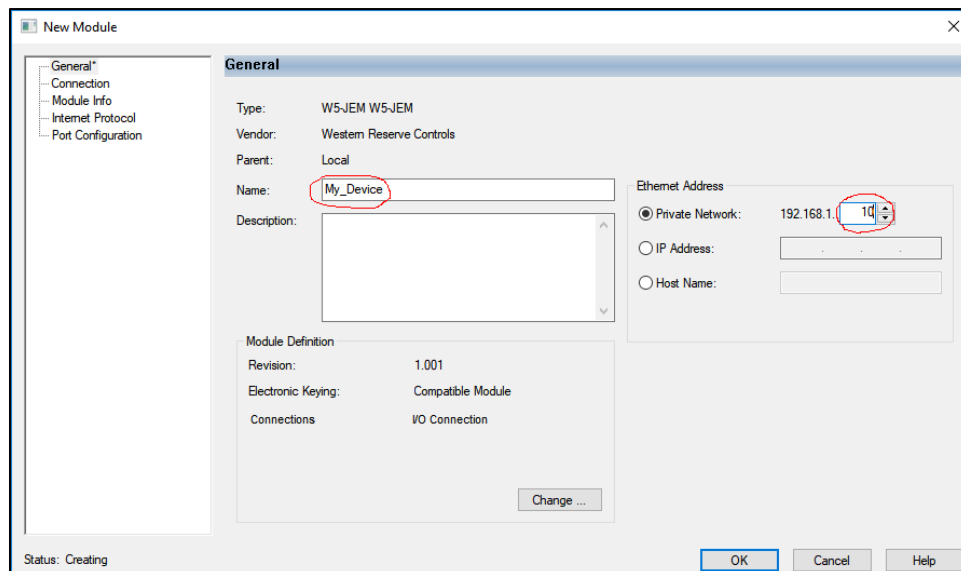 New Module
General*
Connection
Module Info
Internet Protocol
Port Configuration
General
Type: W5-JEM W5-JEM
Vendor: Western Reserve Controls
Parent: Local
Name: My_Device
Description:
Ethernet Address
Private Network: 192.168.1. 10
IP Address: . . .
Host Name:
Module Definition
Revision: 1.001
Electronic Keying: Compatible Module
Connections I/O Connection
Change ...
Status: Creating
OK Cancel Help